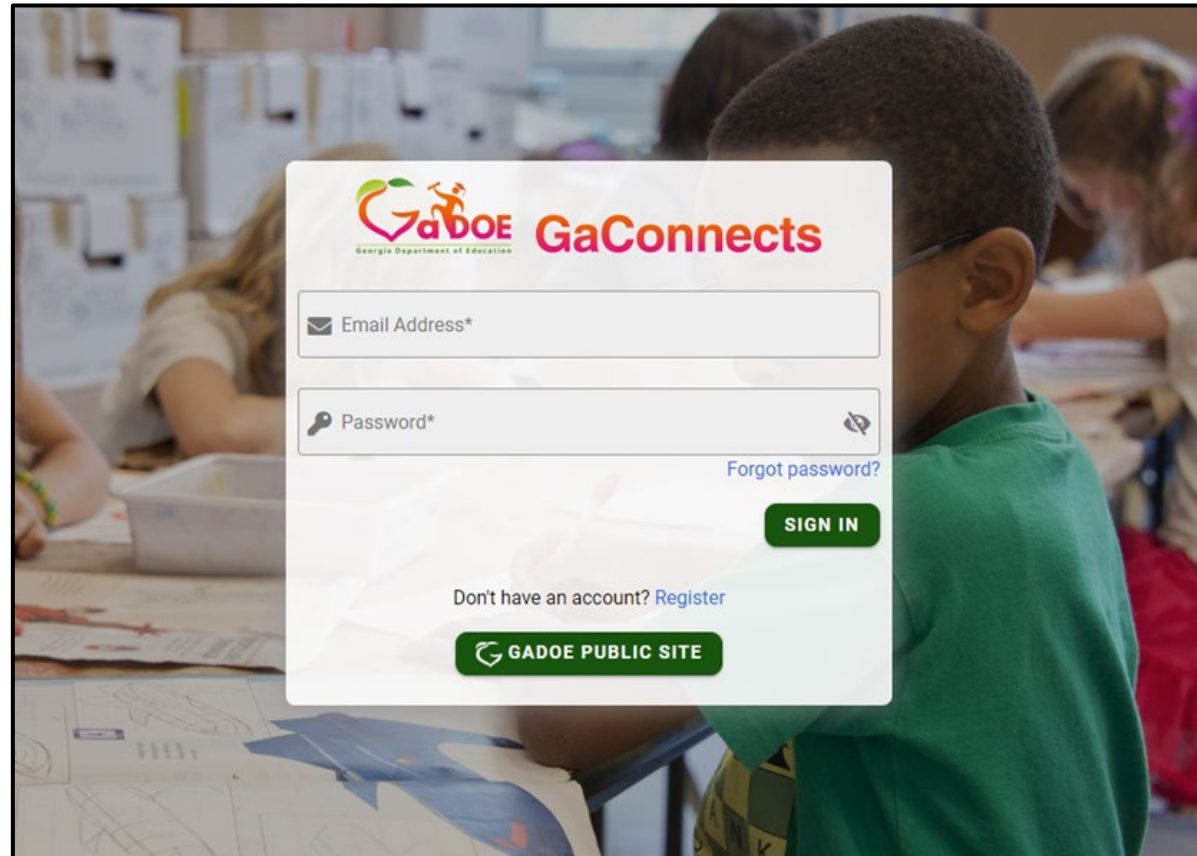 GaDOE
Georgia Department of Education
GaConnects
Email Address*
Password*
Forgot password?
SIGN IN
Don't have an account? Register
GADOE PUBLIC SITE